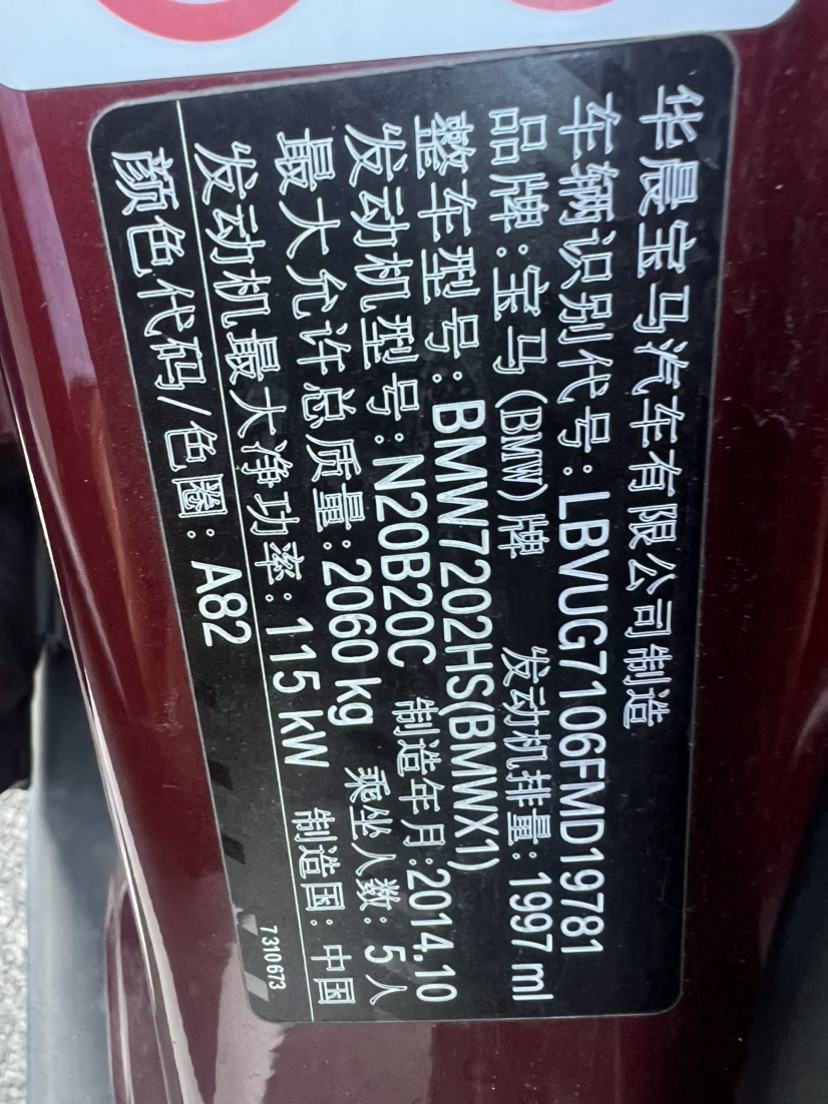 华晨宝马汽车有限公司制造
车辆识别代号:LBVUG7106FMD19781
品牌:宝马(BMW)牌 发动机排量:1997 ml
整车型号:BMW7202HS(BMWX1)
发动机型号:N20B20C 制造年月:2014.10
最大允许总质量:2060 kg 乘坐人数:5人
发动机最大净功率:115 kW 制造国:中国
颜色代码/色圈:A82
7310673